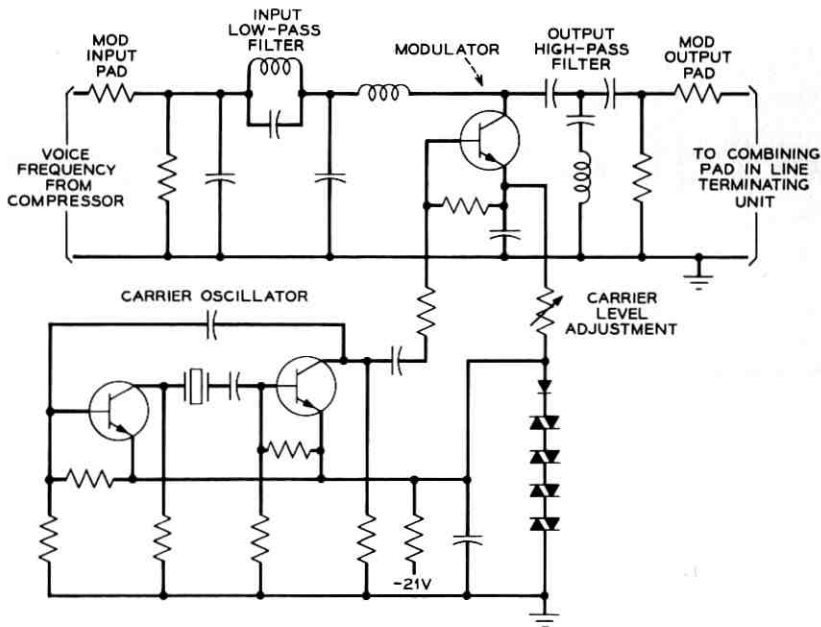 INPUT
LOW-PASS
FILTER
MOD
INPUT
PAD
MODULATOR
OUTPUT
HIGH-PASS
FILTER
MOD
OUTPUT
PAD
VOICE
FREQUENCY
FROM
COMPRESSOR
TO COMBINING
PAD IN LINE
TERMINATING
UNIT
CARRIER OSCILLATOR
CARRIER
LEVEL
ADJUSTMENT
-21V